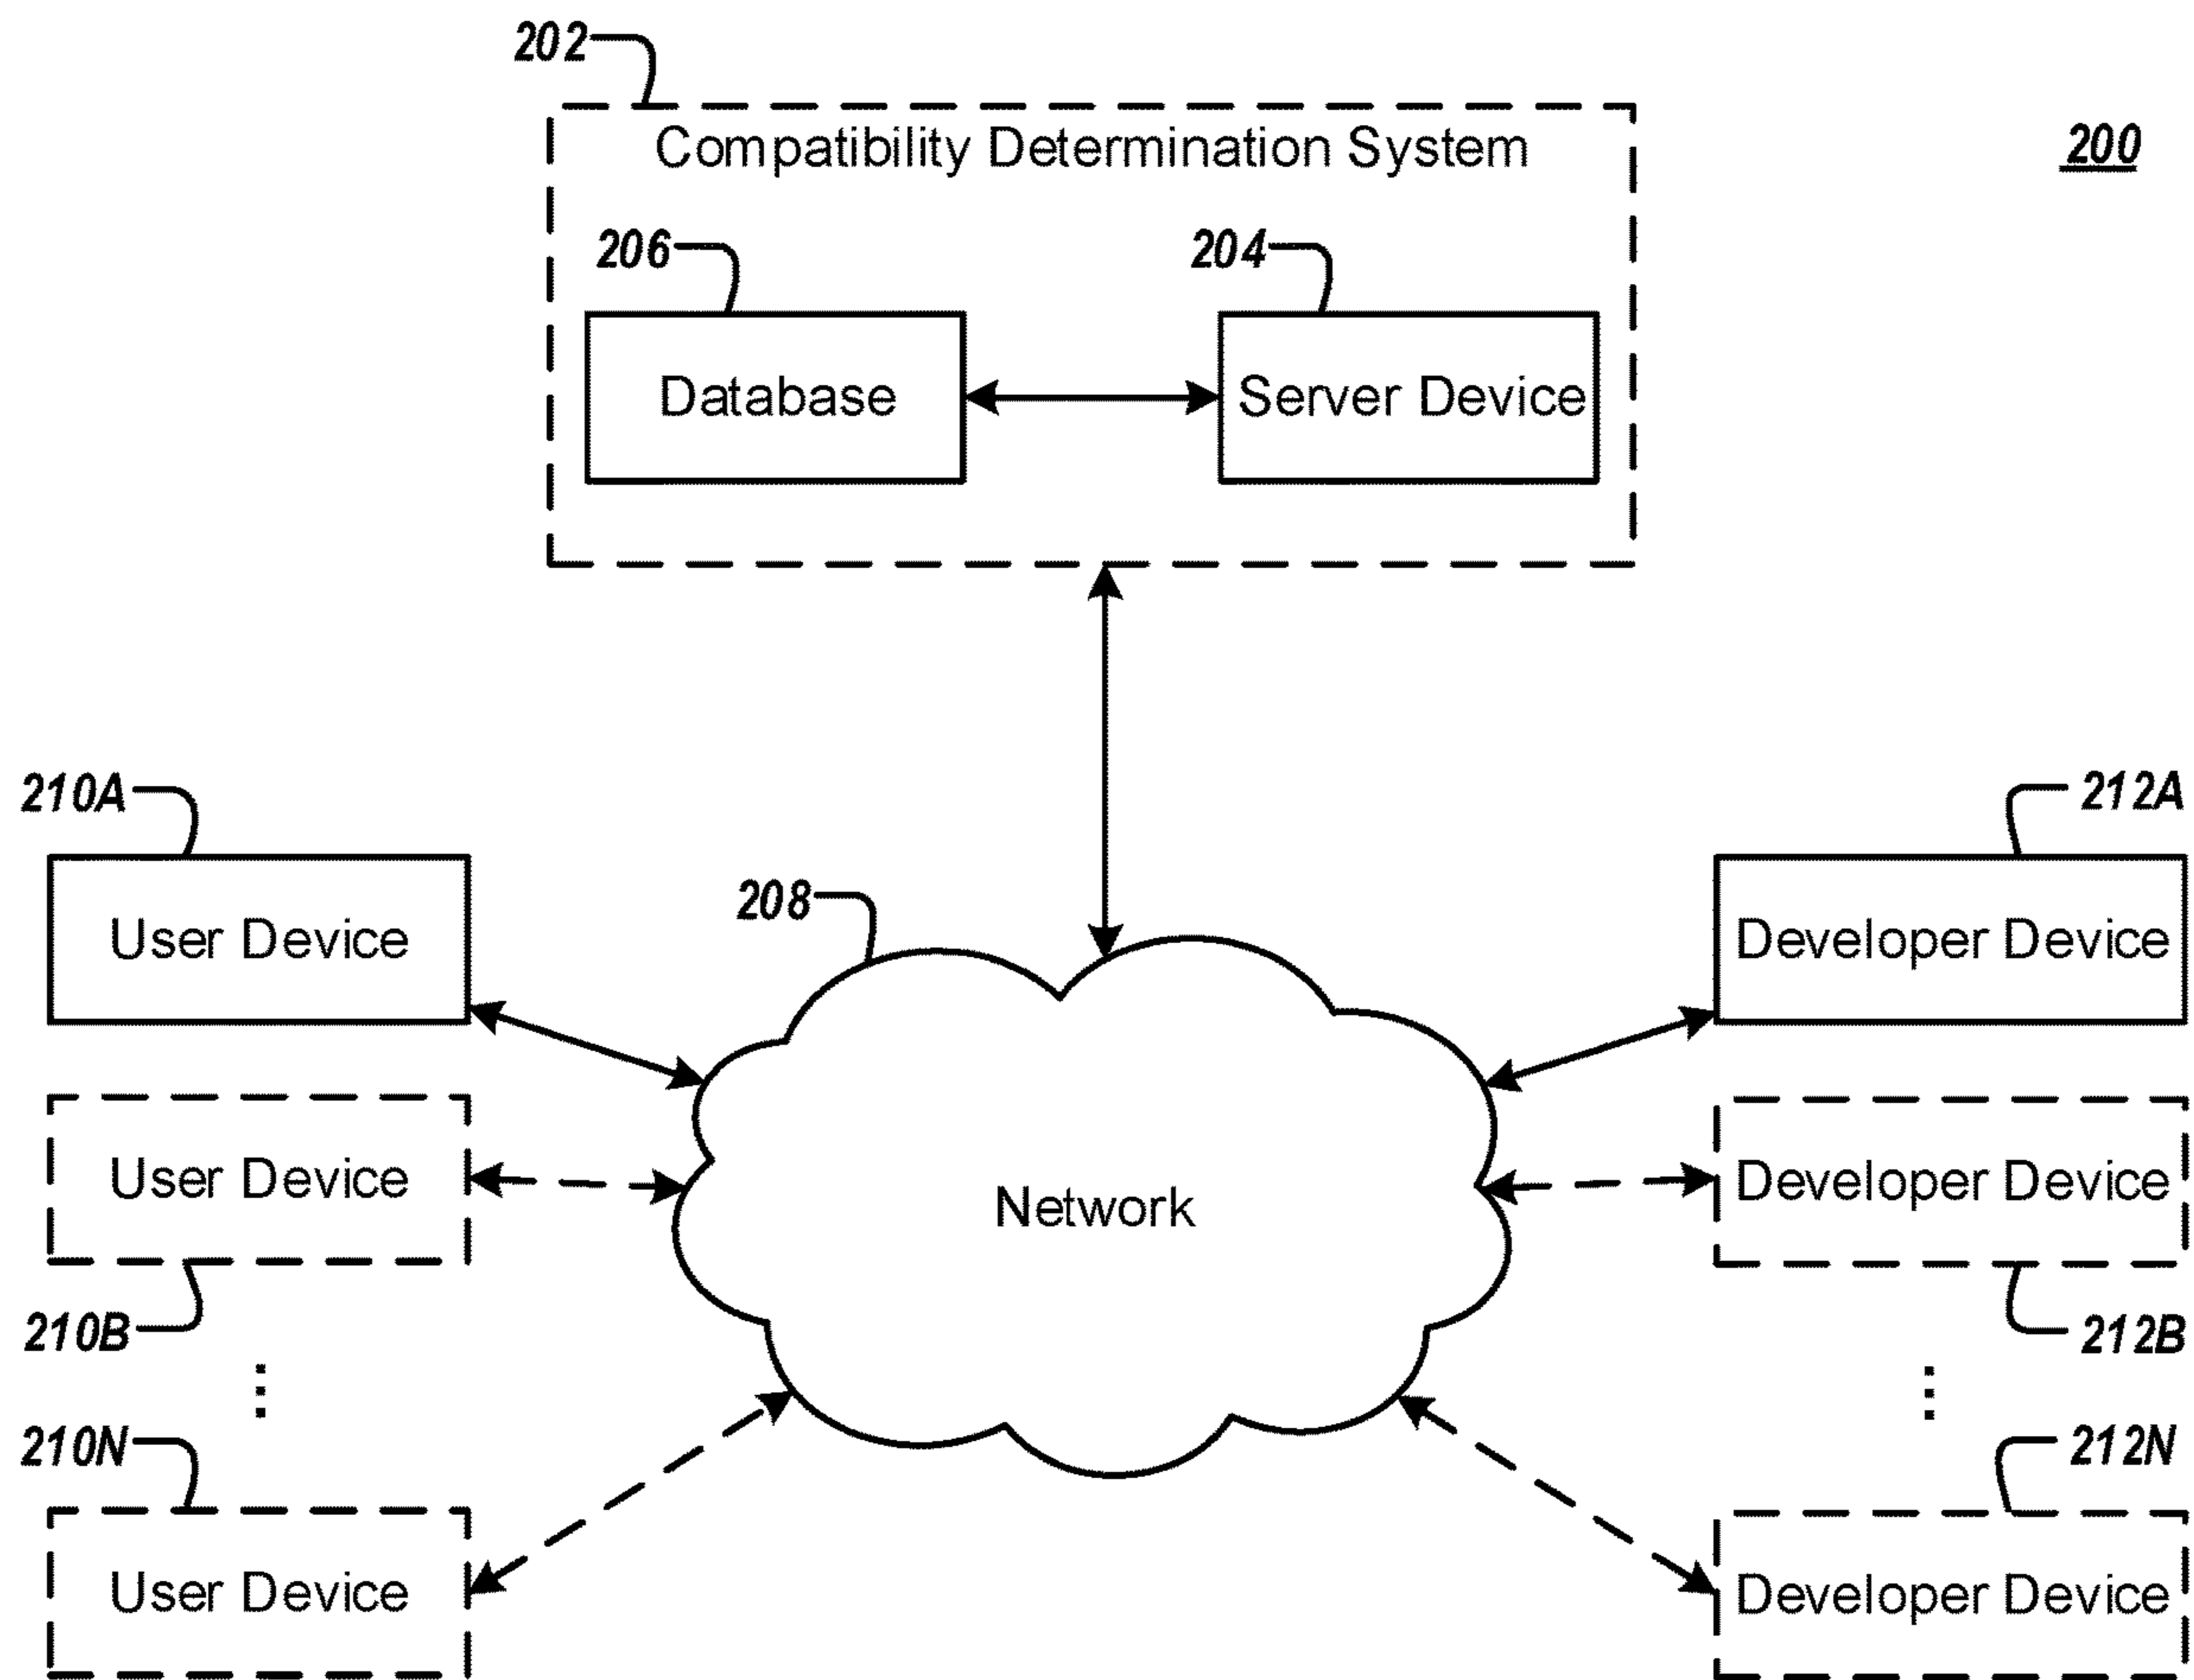 202
Compatibility Determination System
200
206
204
Database
Server Device
210A
212A
User Device
208
Developer Device
User Device
Network
Developer Device
210B
212B
⋮
⋮
210N
212N
User Device
Developer Device